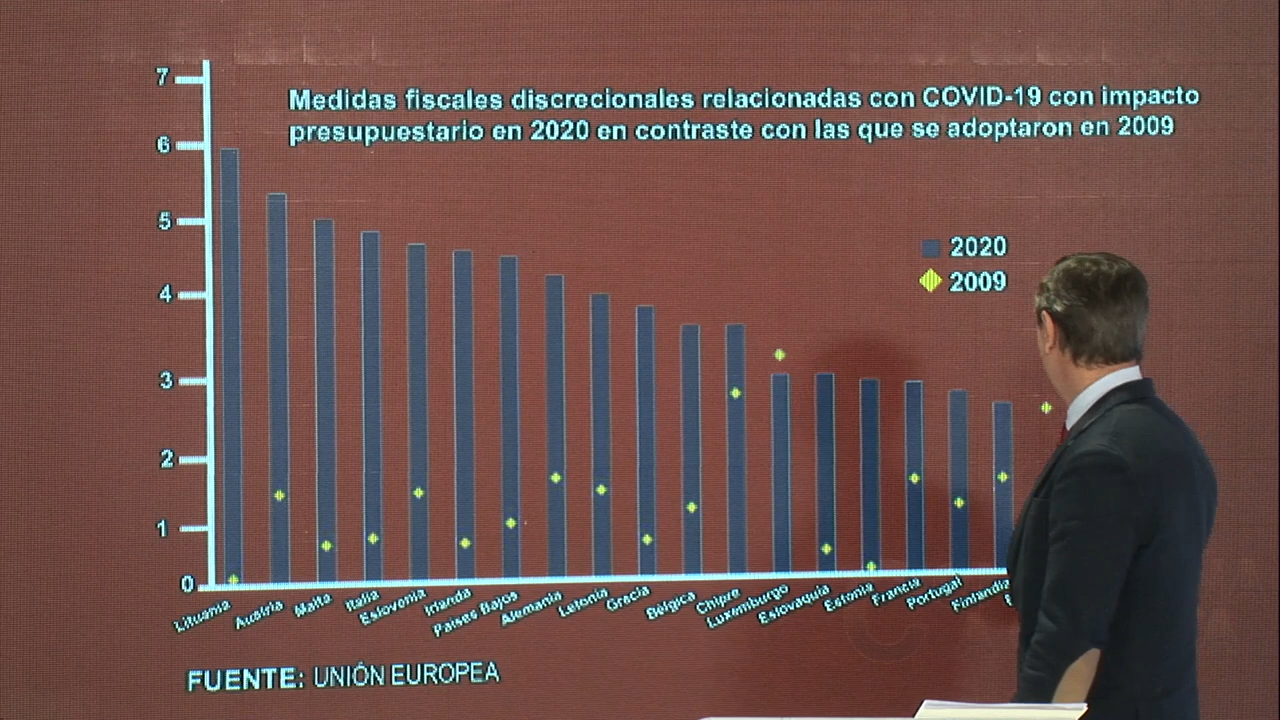 Medidas fiscales discrecionales relacionadas con COVID-19 con impacto
presupuestario en 2020 en contraste con las que se adoptaron en 2009
7
6
5
4
3
2
1
0
2020
2009
Lituania
Austria
Malta
Italia
Eslovenia
Irlanda
Países Bajos
Alemania
Letonia
Grecia
Bélgica
Chipre
Luxemburgo
Eslovaquia
Estonia
Francia
Portugal
Finlandia
FUENTE: UNIÓN EUROPEA